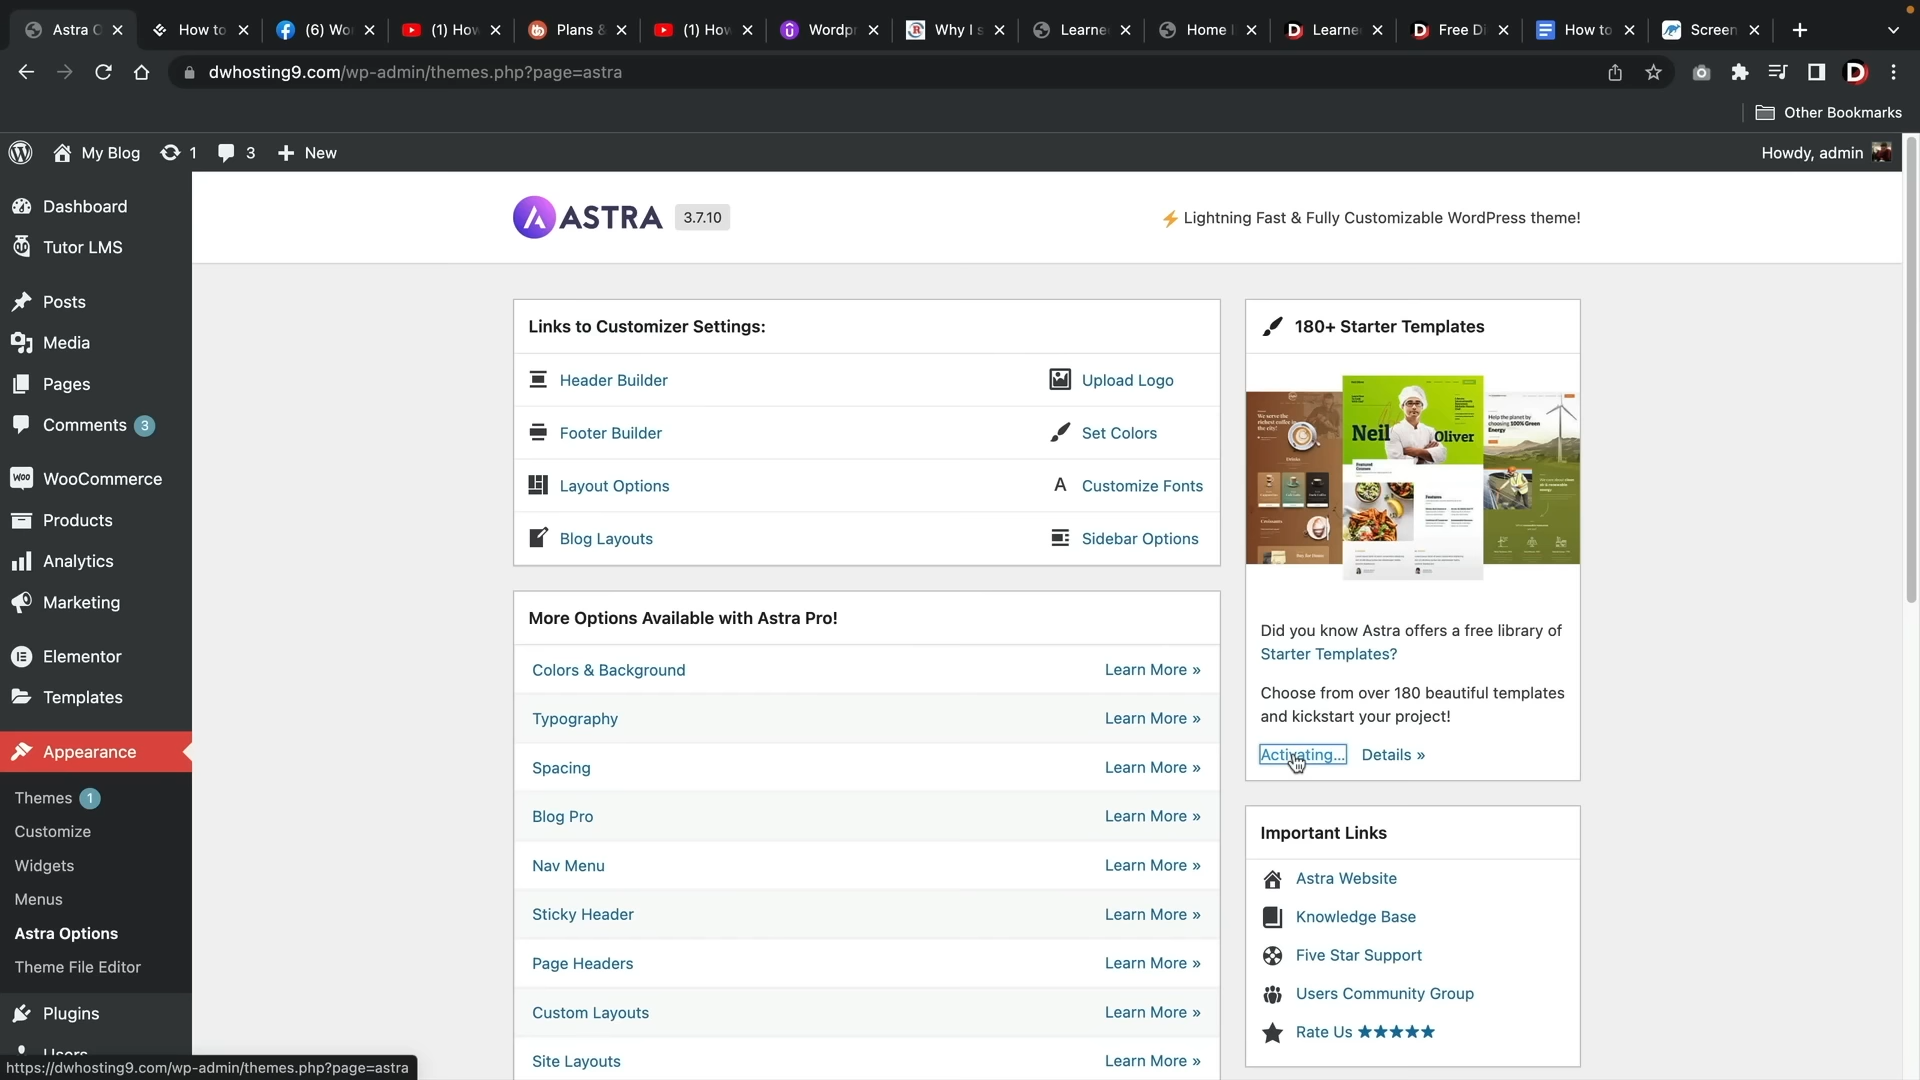 Astra O
How to
(6) Wo
(1) How
Plans &
(1) How
Wordpr
Why I s
Learne
Home
Learne
Free Di
How to
Screen
dwhosting9.com/wp-admin/themes.php?page=astra
Other Bookmarks
My Blog
1
3
New
Howdy, admin
Dashboard
Tutor LMS
Posts
Media
Pages
Comments 3
WooCommerce
Products
Analytics
Marketing
Elementor
Templates
Appearance
Themes 1
Customize
Widgets
Menus
Astra Options
Theme File Editor
Plugins
Users
https://dwhosting9.com/wp-admin/themes.php?page=astra
ASTRA 3.7.10
⚡ Lightning Fast & Fully Customizable WordPress theme!
Links to Customizer Settings:
Header Builder
Upload Logo
Footer Builder
Set Colors
Layout Options
Customize Fonts
Blog Layouts
Sidebar Options
More Options Available with Astra Pro!
Colors & Background Learn More »
Typography Learn More »
Spacing Learn More »
Blog Pro Learn More »
Nav Menu Learn More »
Sticky Header Learn More »
Page Headers Learn More »
Custom Layouts Learn More »
Site Layouts Learn More »
180+ Starter Templates
Neil
Oliver
Help the planet by
choosing 100% Green
Energy
Did you know Astra offers a free library of
Starter Templates?
Choose from over 180 beautiful templates
and kickstart your project!
Activating... Details »
Important Links
Astra Website
Knowledge Base
Five Star Support
Users Community Group
Rate Us ★★★★★